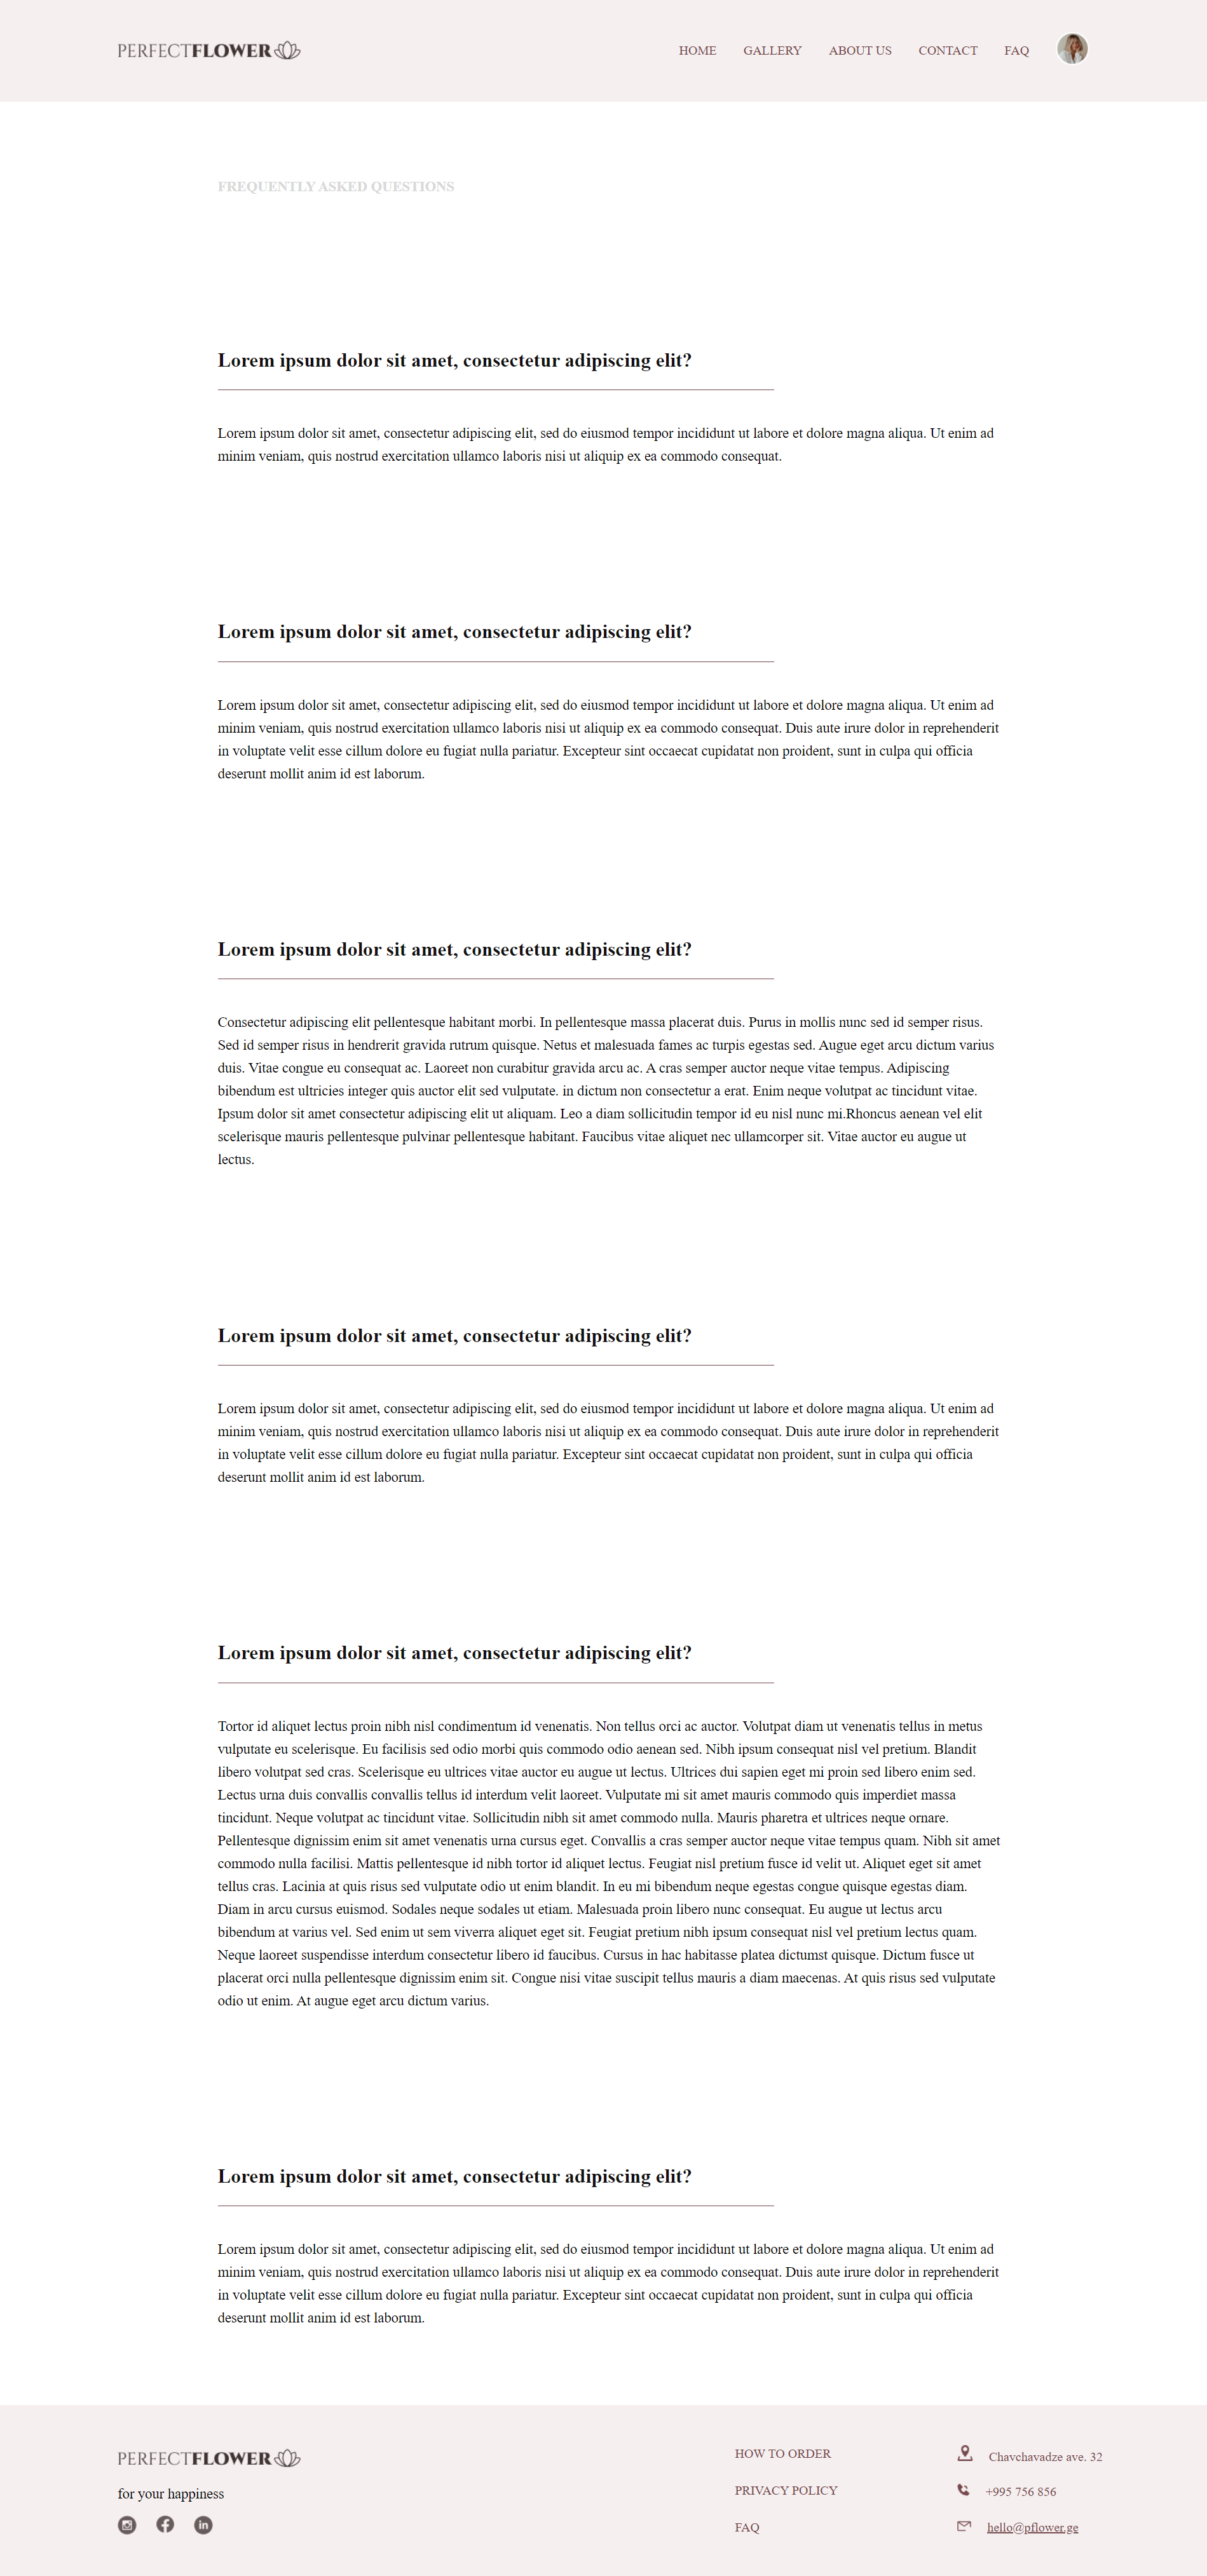 PERFECTFLOWER
HOME GALLERY ABOUT US CONTACT FAQ
FREQUENTLY ASKED QUESTIONS
Lorem ipsum dolor sit amet, consectetur adipiscing elit?
Lorem ipsum dolor sit amet, consectetur adipiscing elit, sed do eiusmod tempor incididunt ut labore et dolore magna aliqua. Ut enim ad
minim veniam, quis nostrud exercitation ullamco laboris nisi ut aliquip ex ea commodo consequat.
Lorem ipsum dolor sit amet, consectetur adipiscing elit?
Lorem ipsum dolor sit amet, consectetur adipiscing elit, sed do eiusmod tempor incididunt ut labore et dolore magna aliqua. Ut enim ad
minim veniam, quis nostrud exercitation ullamco laboris nisi ut aliquip ex ea commodo consequat. Duis aute irure dolor in reprehenderit
in voluptate velit esse cillum dolore eu fugiat nulla pariatur. Excepteur sint occaecat cupidatat non proident, sunt in culpa qui officia
deserunt mollit anim id est laborum.
Lorem ipsum dolor sit amet, consectetur adipiscing elit?
Consectetur adipiscing elit pellentesque habitant morbi. In pellentesque massa placerat duis. Purus in mollis nunc sed id semper risus.
Sed id semper risus in hendrerit gravida rutrum quisque. Netus et malesuada fames ac turpis egestas sed. Augue eget arcu dictum varius
duis. Vitae congue eu consequat ac. Laoreet non curabitur gravida arcu ac. A cras semper auctor neque vitae tempus. Adipiscing
bibendum est ultricies integer quis auctor elit sed vulputate. in dictum non consectetur a erat. Enim neque volutpat ac tincidunt vitae.
Ipsum dolor sit amet consectetur adipiscing elit ut aliquam. Leo a diam sollicitudin tempor id eu nisl nunc mi.Rhoncus aenean vel elit
scelerisque mauris pellentesque pulvinar pellentesque habitant. Faucibus vitae aliquet nec ullamcorper sit. Vitae auctor eu augue ut
lectus.
Lorem ipsum dolor sit amet, consectetur adipiscing elit?
Lorem ipsum dolor sit amet, consectetur adipiscing elit, sed do eiusmod tempor incididunt ut labore et dolore magna aliqua. Ut enim ad
minim veniam, quis nostrud exercitation ullamco laboris nisi ut aliquip ex ea commodo consequat. Duis aute irure dolor in reprehenderit
in voluptate velit esse cillum dolore eu fugiat nulla pariatur. Excepteur sint occaecat cupidatat non proident, sunt in culpa qui officia
deserunt mollit anim id est laborum.
Lorem ipsum dolor sit amet, consectetur adipiscing elit?
Tortor id aliquet lectus proin nibh nisl condimentum id venenatis. Non tellus orci ac auctor. Volutpat diam ut venenatis tellus in metus
vulputate eu scelerisque. Eu facilisis sed odio morbi quis commodo odio aenean sed. Nibh ipsum consequat nisl vel pretium. Blandit
libero volutpat sed cras. Scelerisque eu ultrices vitae auctor eu augue ut lectus. Ultrices dui sapien eget mi proin sed libero enim sed.
Lectus urna duis convallis convallis tellus id interdum velit laoreet. Vulputate mi sit amet mauris commodo quis imperdiet massa
tincidunt. Neque volutpat ac tincidunt vitae. Sollicitudin nibh sit amet commodo nulla. Mauris pharetra et ultrices neque ornare.
Pellentesque dignissim enim sit amet venenatis urna cursus eget. Convallis a cras semper auctor neque vitae tempus quam. Nibh sit amet
commodo nulla facilisi. Mattis pellentesque id nibh tortor id aliquet lectus. Feugiat nisl pretium fusce id velit ut. Aliquet eget sit amet
tellus cras. Lacinia at quis risus sed vulputate odio ut enim blandit. In eu mi bibendum neque egestas congue quisque egestas diam.
Diam in arcu cursus euismod. Sodales neque sodales ut etiam. Malesuada proin libero nunc consequat. Eu augue ut lectus arcu
bibendum at varius vel. Sed enim ut sem viverra aliquet eget sit. Feugiat pretium nibh ipsum consequat nisl vel pretium lectus quam.
Neque laoreet suspendisse interdum consectetur libero id faucibus. Cursus in hac habitasse platea dictumst quisque. Dictum fusce ut
placerat orci nulla pellentesque dignissim enim sit. Congue nisi vitae suscipit tellus mauris a diam maecenas. At quis risus sed vulputate
odio ut enim. At augue eget arcu dictum varius.
Lorem ipsum dolor sit amet, consectetur adipiscing elit?
Lorem ipsum dolor sit amet, consectetur adipiscing elit, sed do eiusmod tempor incididunt ut labore et dolore magna aliqua. Ut enim ad
minim veniam, quis nostrud exercitation ullamco laboris nisi ut aliquip ex ea commodo consequat. Duis aute irure dolor in reprehenderit
in voluptate velit esse cillum dolore eu fugiat nulla pariatur. Excepteur sint occaecat cupidatat non proident, sunt in culpa qui officia
deserunt mollit anim id est laborum.
PERFECTFLOWER
for your happiness
HOW TO ORDER
PRIVACY POLICY
FAQ
Chavchavadze ave. 32
+995 756 856
hello@pflower.ge